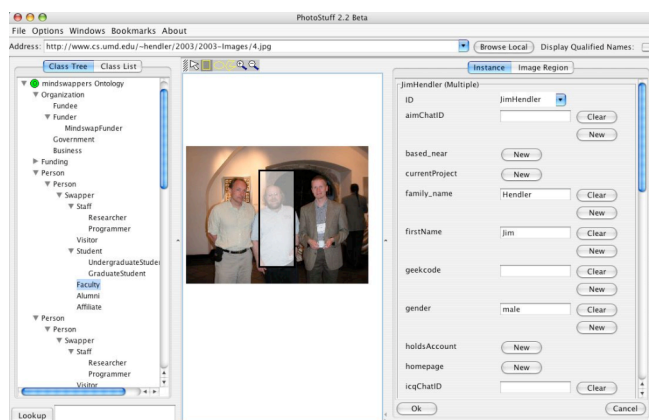 PhotoStuff 2.2 Beta
File Options Windows Bookmarks About
Address: http://www.cs.umd.edu/~hendler/2003/2003-Images/4.jpg Browse Local Display Qualified Names:
Class Tree Class List
Instance Image Region
mindswappers Ontology
Organization
Fundee
Funder
MindswapFunder
Government
Business
Funding
Person
Person
Swapper
Staff
Researcher
Programmer
Visitor
Student
UndergraduateStuder
GraduateStudent
Faculty
Alumni
Affiliate
Person
Person
Swapper
Staff
Researcher
Programmer
Visitor
Lookup
JimHendler (Multiple)
ID JimHendler
aimChatID Clear
New
based_near New
currentProject New
family_name Hendler Clear
New
firstName Jim Clear
New
geekcode Clear
New
gender male Clear
New
holdsAccount New
homepage New
icqChatID Clear
Ok Cancel